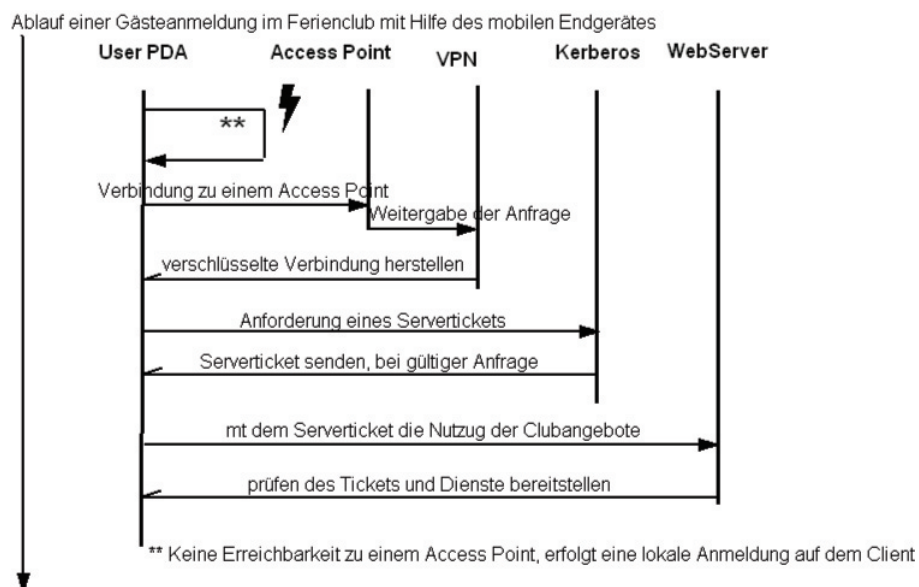 Ablauf einer Gästeanmeldung im Ferienclub mit Hilfe des mobilen Endgerätes
User PDA Access Point VPN Kerberos WebServer
**
Verbindung zu einem Access Point
Weitergabe der Anfrage
verschlüsselte Verbindung herstellen
Anforderung eines Servertickets
Serverticket senden, bei gültiger Anfrage
mt dem Serverticket die Nutzug der Clubangebote
prüfen des Tickets und Dienste bereitstellen
** Keine Erreichbarkeit zu einem Access Point, erfolgt eine lokale Anmeldung auf dem Client